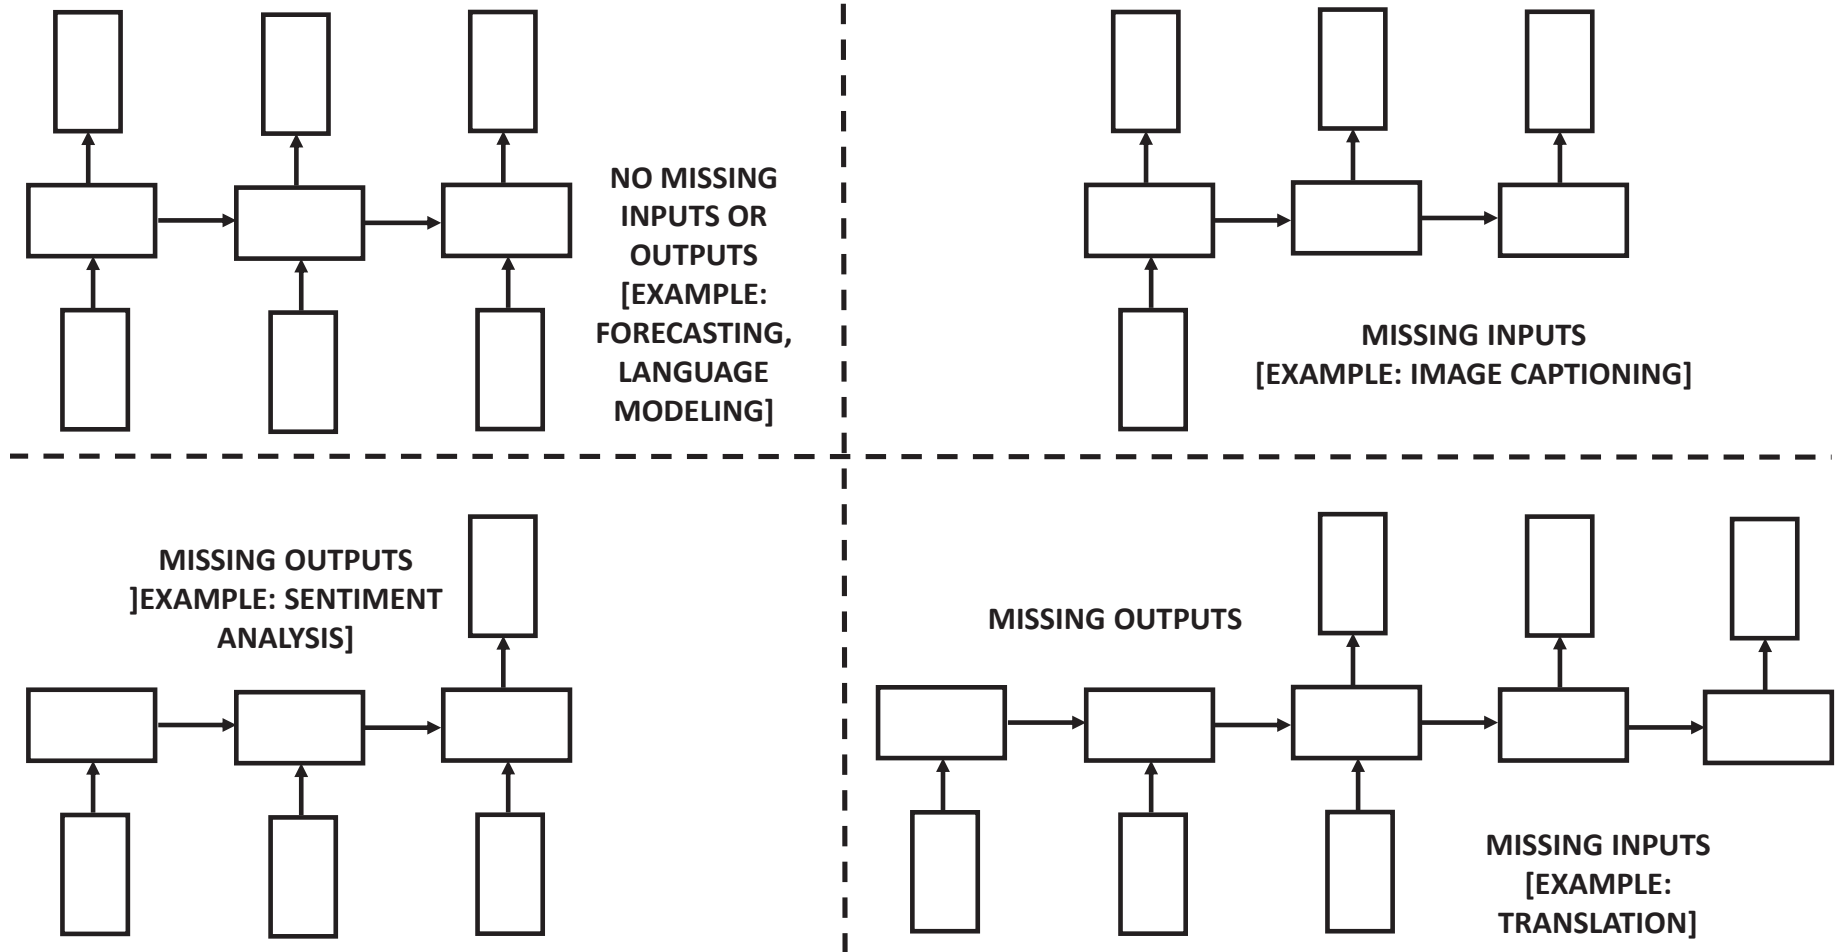 NO MISSING
INPUTS OR
OUTPUTS
[EXAMPLE:
FORECASTING,
LANGUAGE
MODELING]
MISSING INPUTS
[EXAMPLE: IMAGE CAPTIONING]
MISSING OUTPUTS
]EXAMPLE: SENTIMENT
ANALYSIS]
MISSING OUTPUTS
MISSING INPUTS
[EXAMPLE:
TRANSLATION]